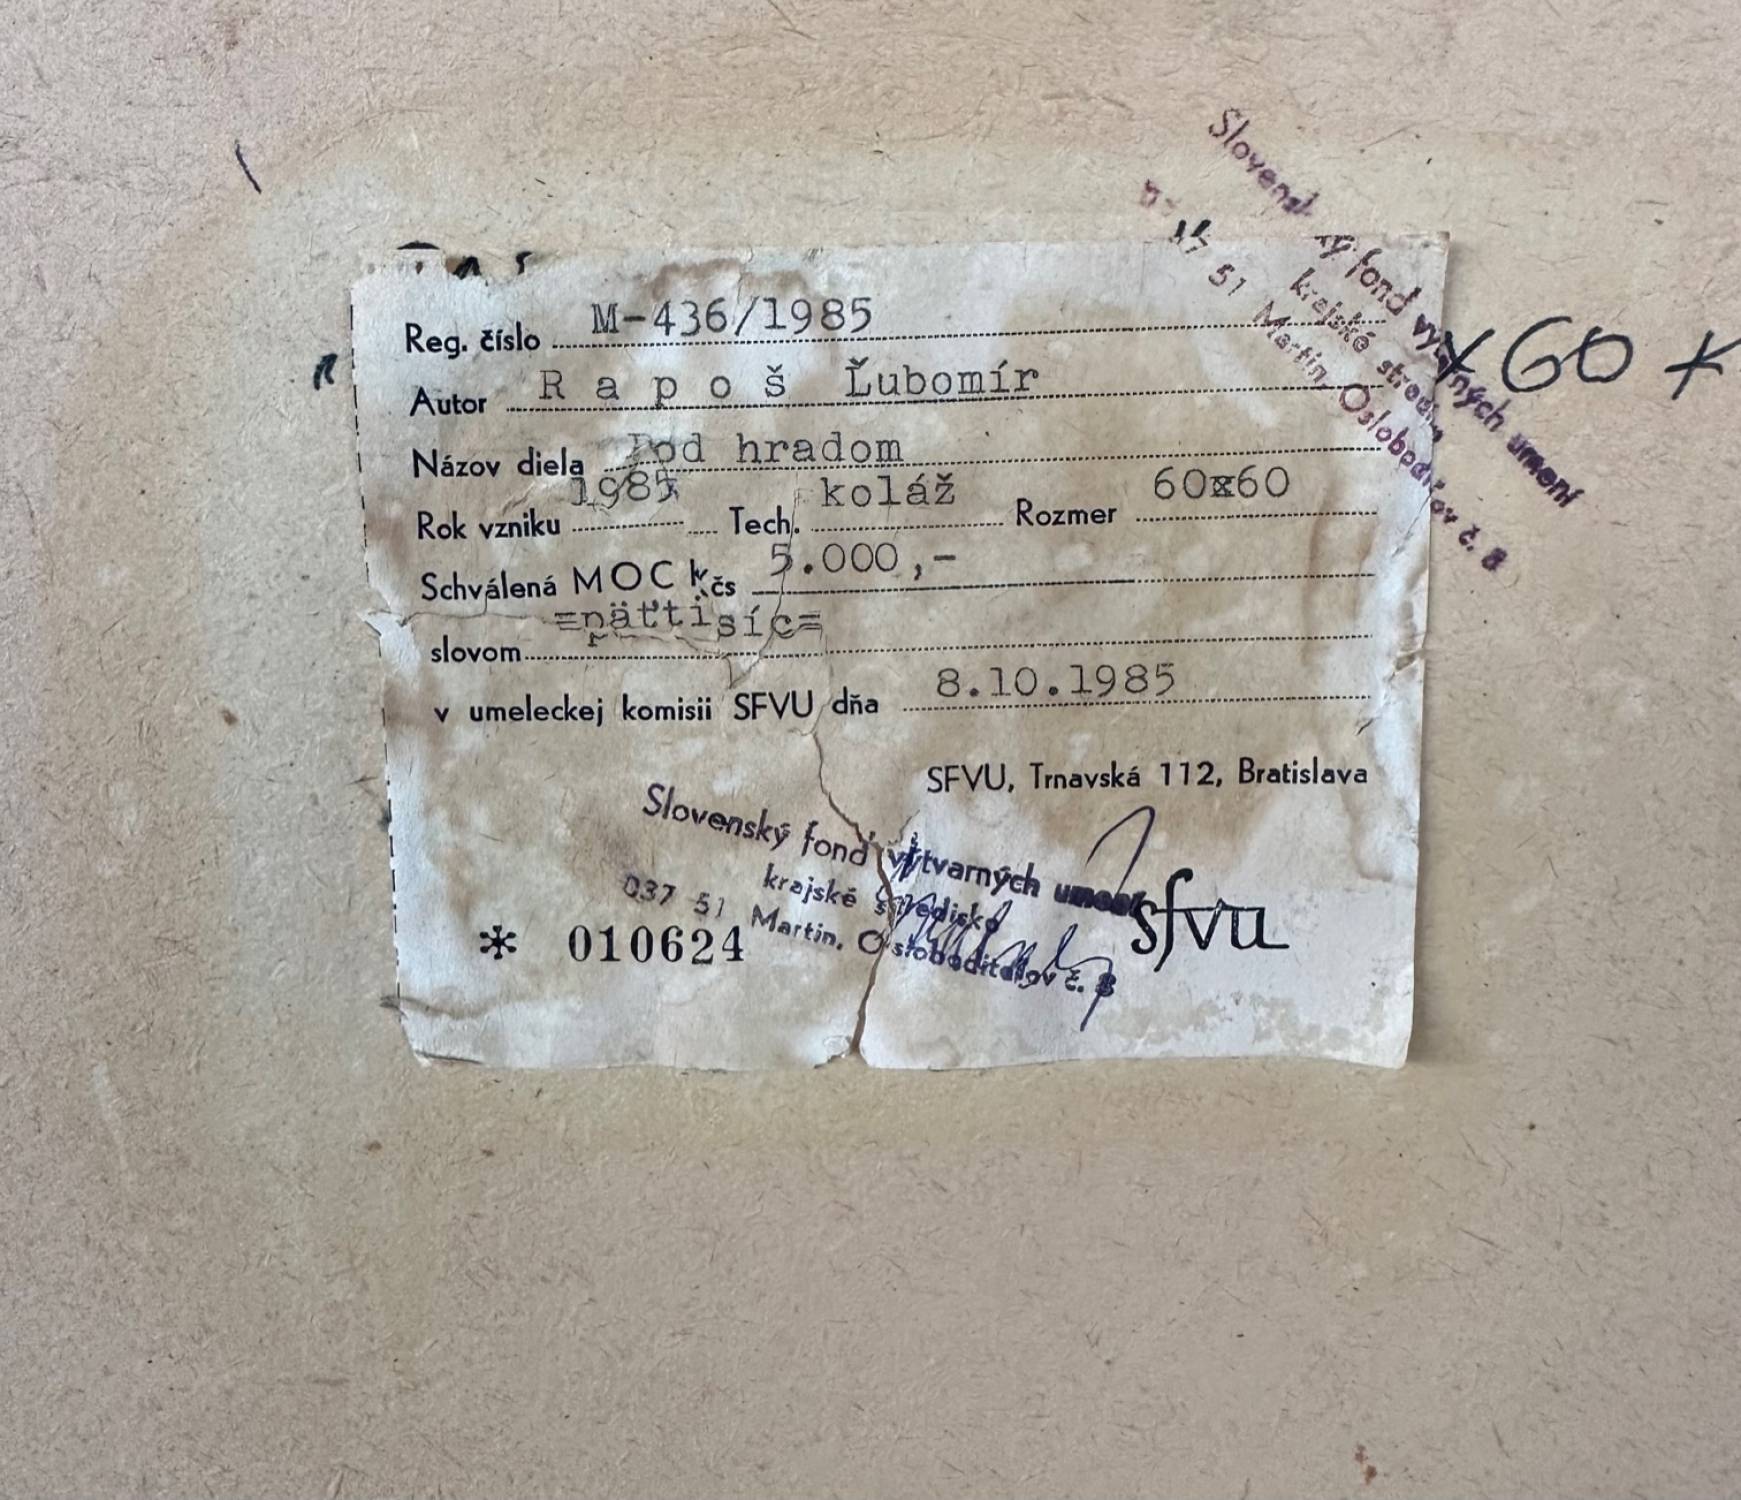 Reg. číslo M-436/1985
Autor R a p o š Ľubomír
Názov diela Pod hradom
Rok vzniku 1985 Tech. koláž Rozmer 60x60
Schválená MOC Kčs 5.000,-
slovom =päťtisíc=
v umeleckej komisii SFVU dňa 8.10.1985
SFVU, Trnavská 112, Bratislava
Slovenský fond výtvarných umení
krajské stredisko
037 51 Martin, Osloboditeľov č. 8
* 010624
sfvu
Slovenský fond výtvarných umení
krajské stredisko
51 Martin, Osloboditeľov č. 8
x 60 x